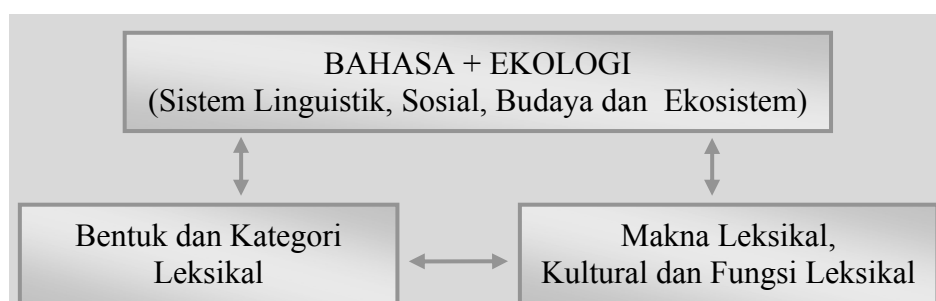 BAHASA + EKOLOGI
(Sistem Linguistik, Sosial, Budaya dan Ekosistem)
Bentuk dan Kategori
Leksikal
Makna Leksikal,
Kultural dan Fungsi Leksikal